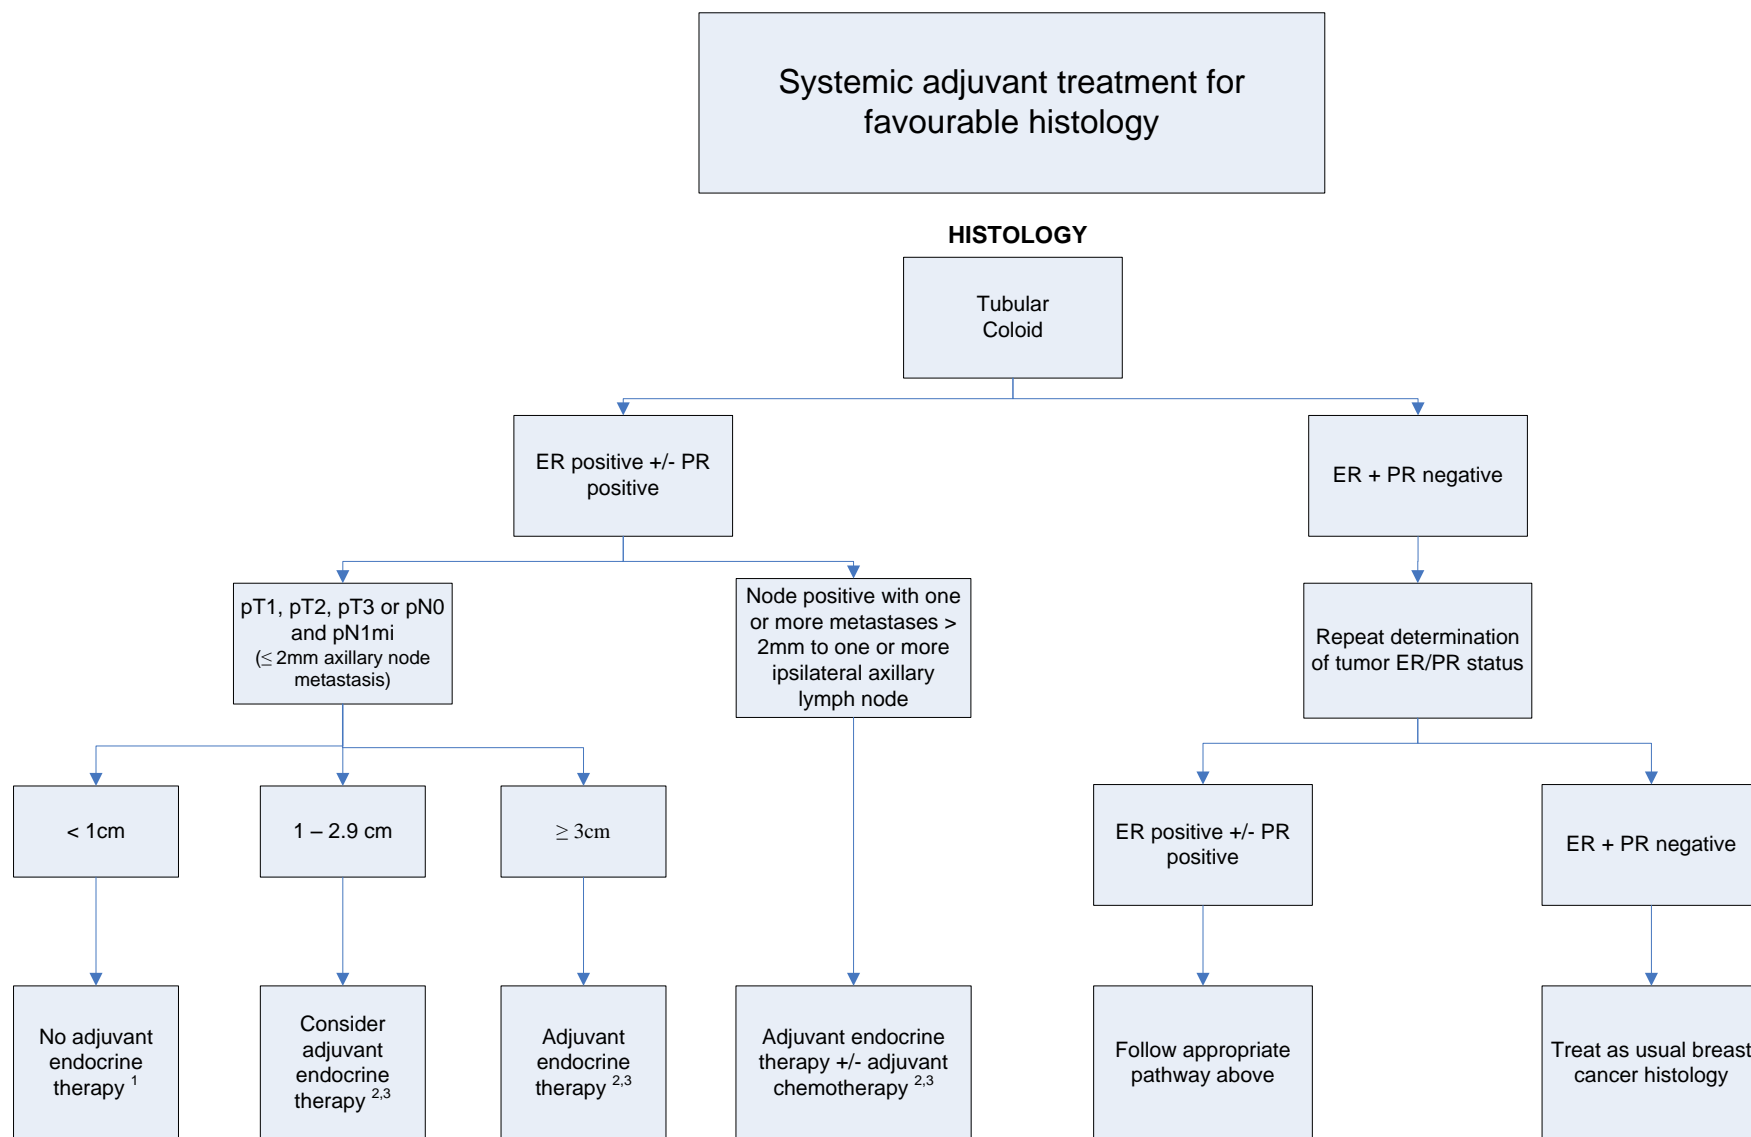 Systemic adjuvant treatment for
favourable histology
HISTOLOGY
Tubular
Coloid
ER positive +/- PR
positive
ER + PR negative
pT1, pT2, pT3 or pN0
and pN1mi
(≤ 2mm axillary node
metastasis)
Node positive with one
or more metastases >
2mm to one or more
ipsilateral axillary
lymph node
Repeat determination
of tumor ER/PR status
< 1cm
1 – 2.9 cm
≥ 3cm
ER positive +/- PR
positive
ER + PR negative
No adjuvant
endocrine
therapy 1
Consider
adjuvant
endocrine
therapy 2,3
Adjuvant
endocrine
therapy 2,3
Adjuvant endocrine
therapy +/- adjuvant
chemotherapy 2,3
Follow appropriate
pathway above
Treat as usual breast
cancer histology